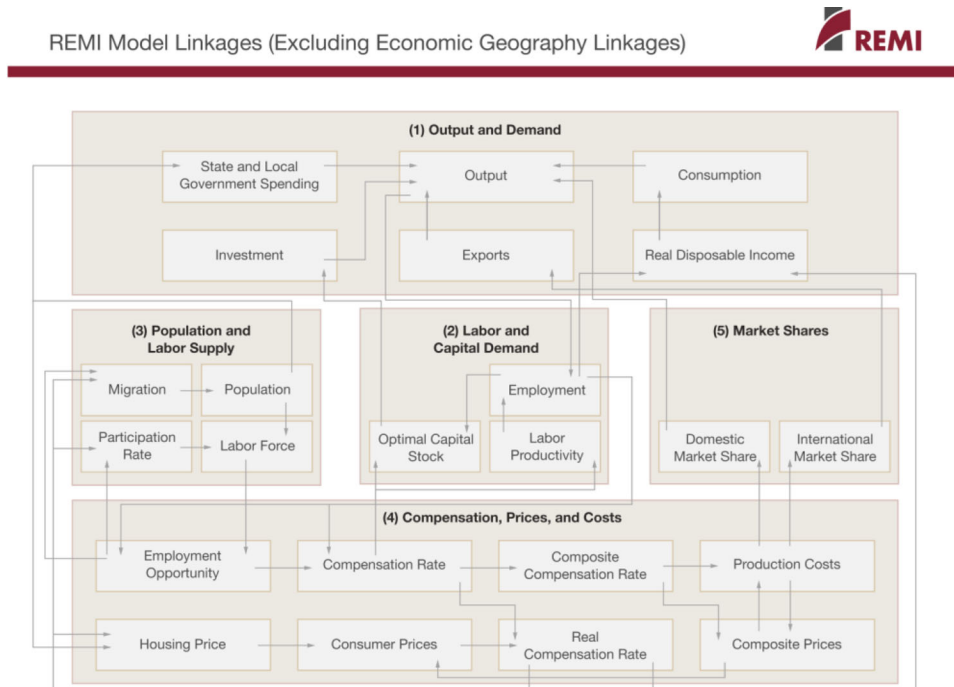 REMI Model Linkages (Excluding Economic Geography Linkages)
REMI
(1) Output and Demand
State and Local
Government Spending
Output
Consumption
Investment
Exports
Real Disposable Income
(3) Population and
Labor Supply
Migration
Population
Participation
Rate
Labor Force
(2) Labor and
Capital Demand
Employment
Optimal Capital
Stock
Labor
Productivity
(5) Market Shares
Domestic
Market Share
International
Market Share
(4) Compensation, Prices, and Costs
Employment
Opportunity
Compensation Rate
Composite
Compensation Rate
Production Costs
Housing Price
Consumer Prices
Real
Compensation Rate
Composite Prices